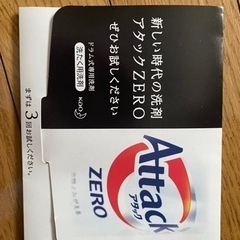 新しい時代の洗剤
アタックZERO
ぜひお試しください
ドラム式専用洗剤
洗たく用洗剤
kao
まずは3回お試しください。
Attack
アタック
ZERO